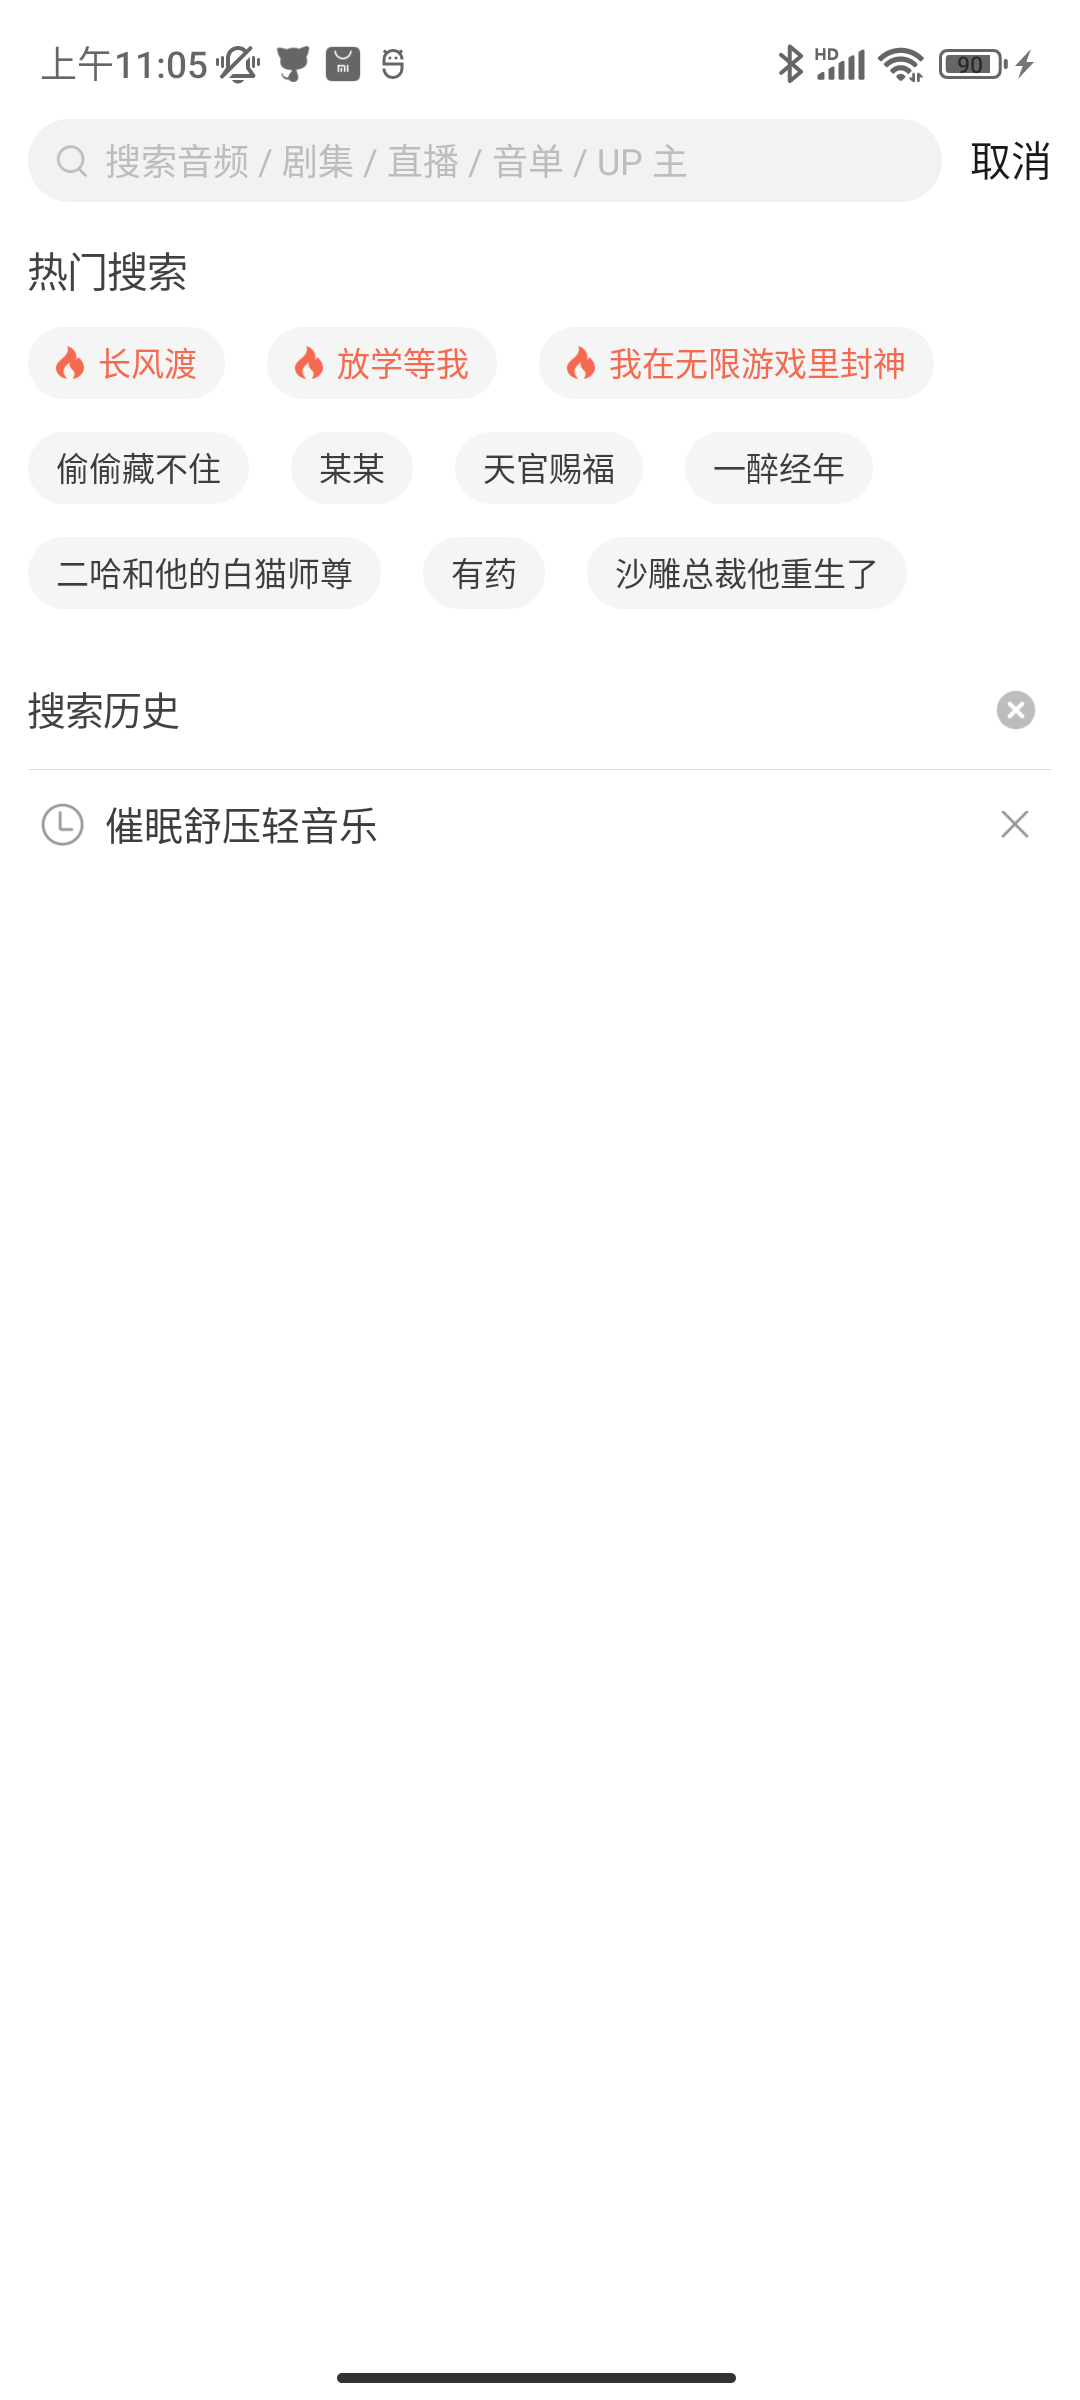 上午11:05 HD 90
搜索音频 / 剧集 / 直播 / 音单 / UP 主 取消
热门搜索
长风渡 放学等我 我在无限游戏里封神
偷偷藏不住 某某 天官赐福 一醉经年
二哈和他的白猫师尊 有药 沙雕总裁他重生了
搜索历史
催眠舒压轻音乐